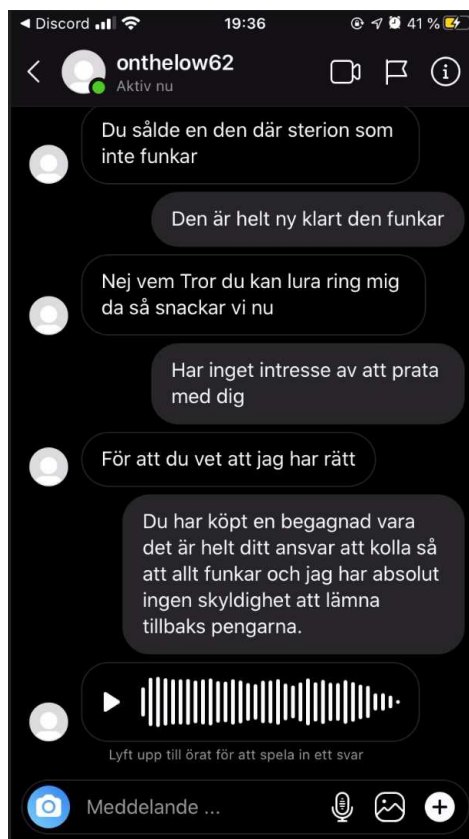 Discord
19:36
41 %
onthelow62
Aktiv nu
Du sålde en den där sterion som
inte funkar
Den är helt ny klart den funkar
Nej vem Tror du kan lura ring mig
da så snackar vi nu
Har inget intresse av att prata
med dig
För att du vet att jag har rätt
Du har köpt en begagnad vara
det är helt ditt ansvar att kolla så
att allt funkar och jag har absolut
ingen skyldighet att lämna
tillbaks pengarna.
Lyft upp till örat för att spela in ett svar
Meddelande ...